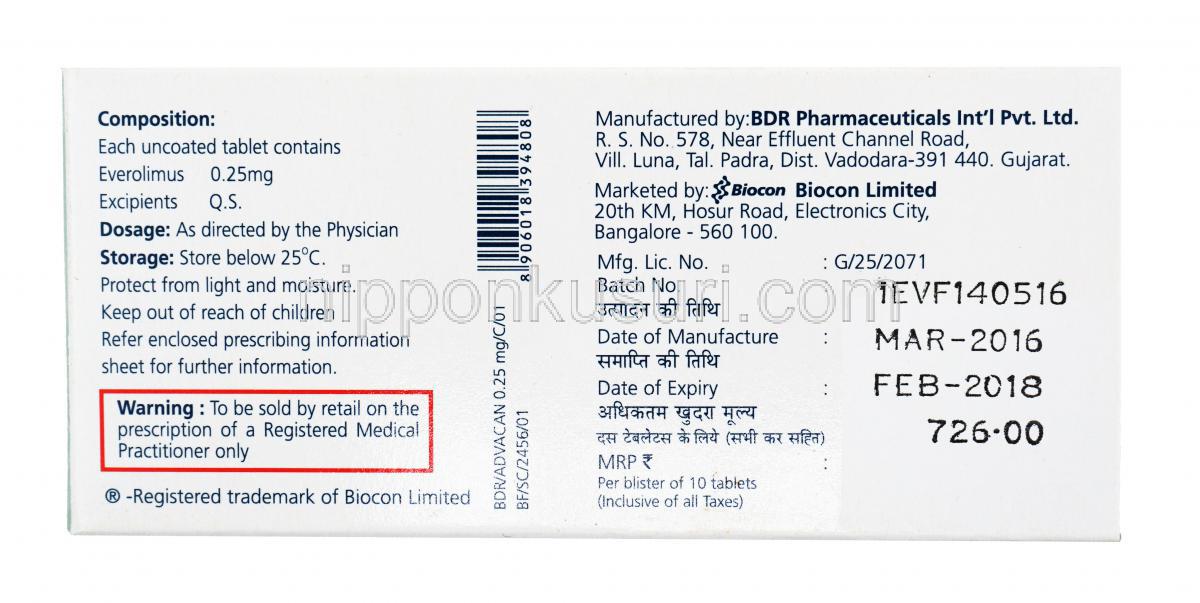 Composition:
Each uncoated tablet contains
Everolimus 0.25mg
Excipients Q.S.
Dosage: As directed by the Physician
Storage: Store below 25°C.
Protect from light and moisture.
Keep out of reach of children
Refer enclosed prescribing information
sheet for further information.
Warning : To be sold by retail on the
prescription of a Registered Medical
Practitioner only
® -Registered trademark of Biocon Limited
8 906018 394808
BDR/ADVACAN 0.25 mg/C/01
BF/SC/2456/01
Manufactured by:BDR Pharmaceuticals Int'l Pvt. Ltd.
R. S. No. 578, Near Effluent Channel Road,
Vill. Luna, Tal. Padra, Dist. Vadodara-391 440. Gujarat.
Marketed by: Biocon Biocon Limited
20th KM, Hosur Road, Electronics City,
Bangalore - 560 100.
Mfg. Lic. No. : G/25/2071
Batch No. 1EVF140516
उत्पादन की तिथि
Date of Manufacture : MAR-2016
समाप्ति की तिथि
Date of Expiry : FEB-2018
अधिकतम खुदरा मूल्य
दस टेबलेटस के लिये (सभी कर सहित) 726.00
MRP ₹ :
Per blister of 10 tablets
(Inclusive of all Taxes)
nipponkusuri.com